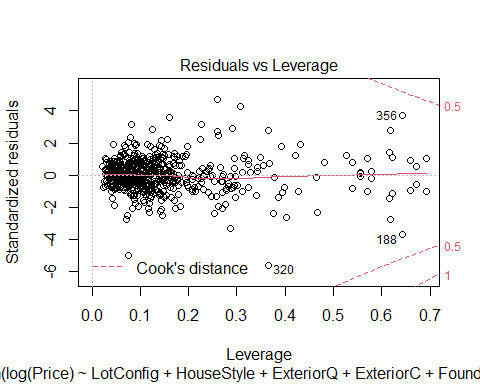 Residuals vs Leverage
Standardized residuals
4
2
0
-2
-4
-6
356
188
320
0.5
0.5
1
Cook's distance
0.0 0.1 0.2 0.3 0.4 0.5 0.6 0.7
Leverage
(log(Price) ~ LotConfig + HouseStyle + ExteriorQ + ExteriorC + Found